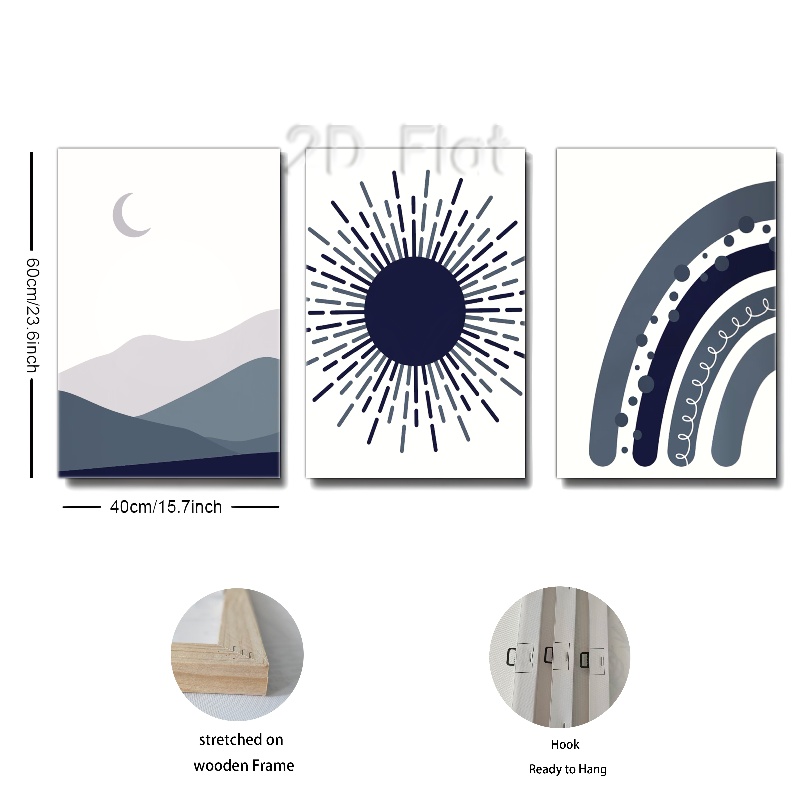 2D Flat
60cm/23.6inch
40cm/15.7inch
stretched on
wooden Frame
Hook
Ready to Hang